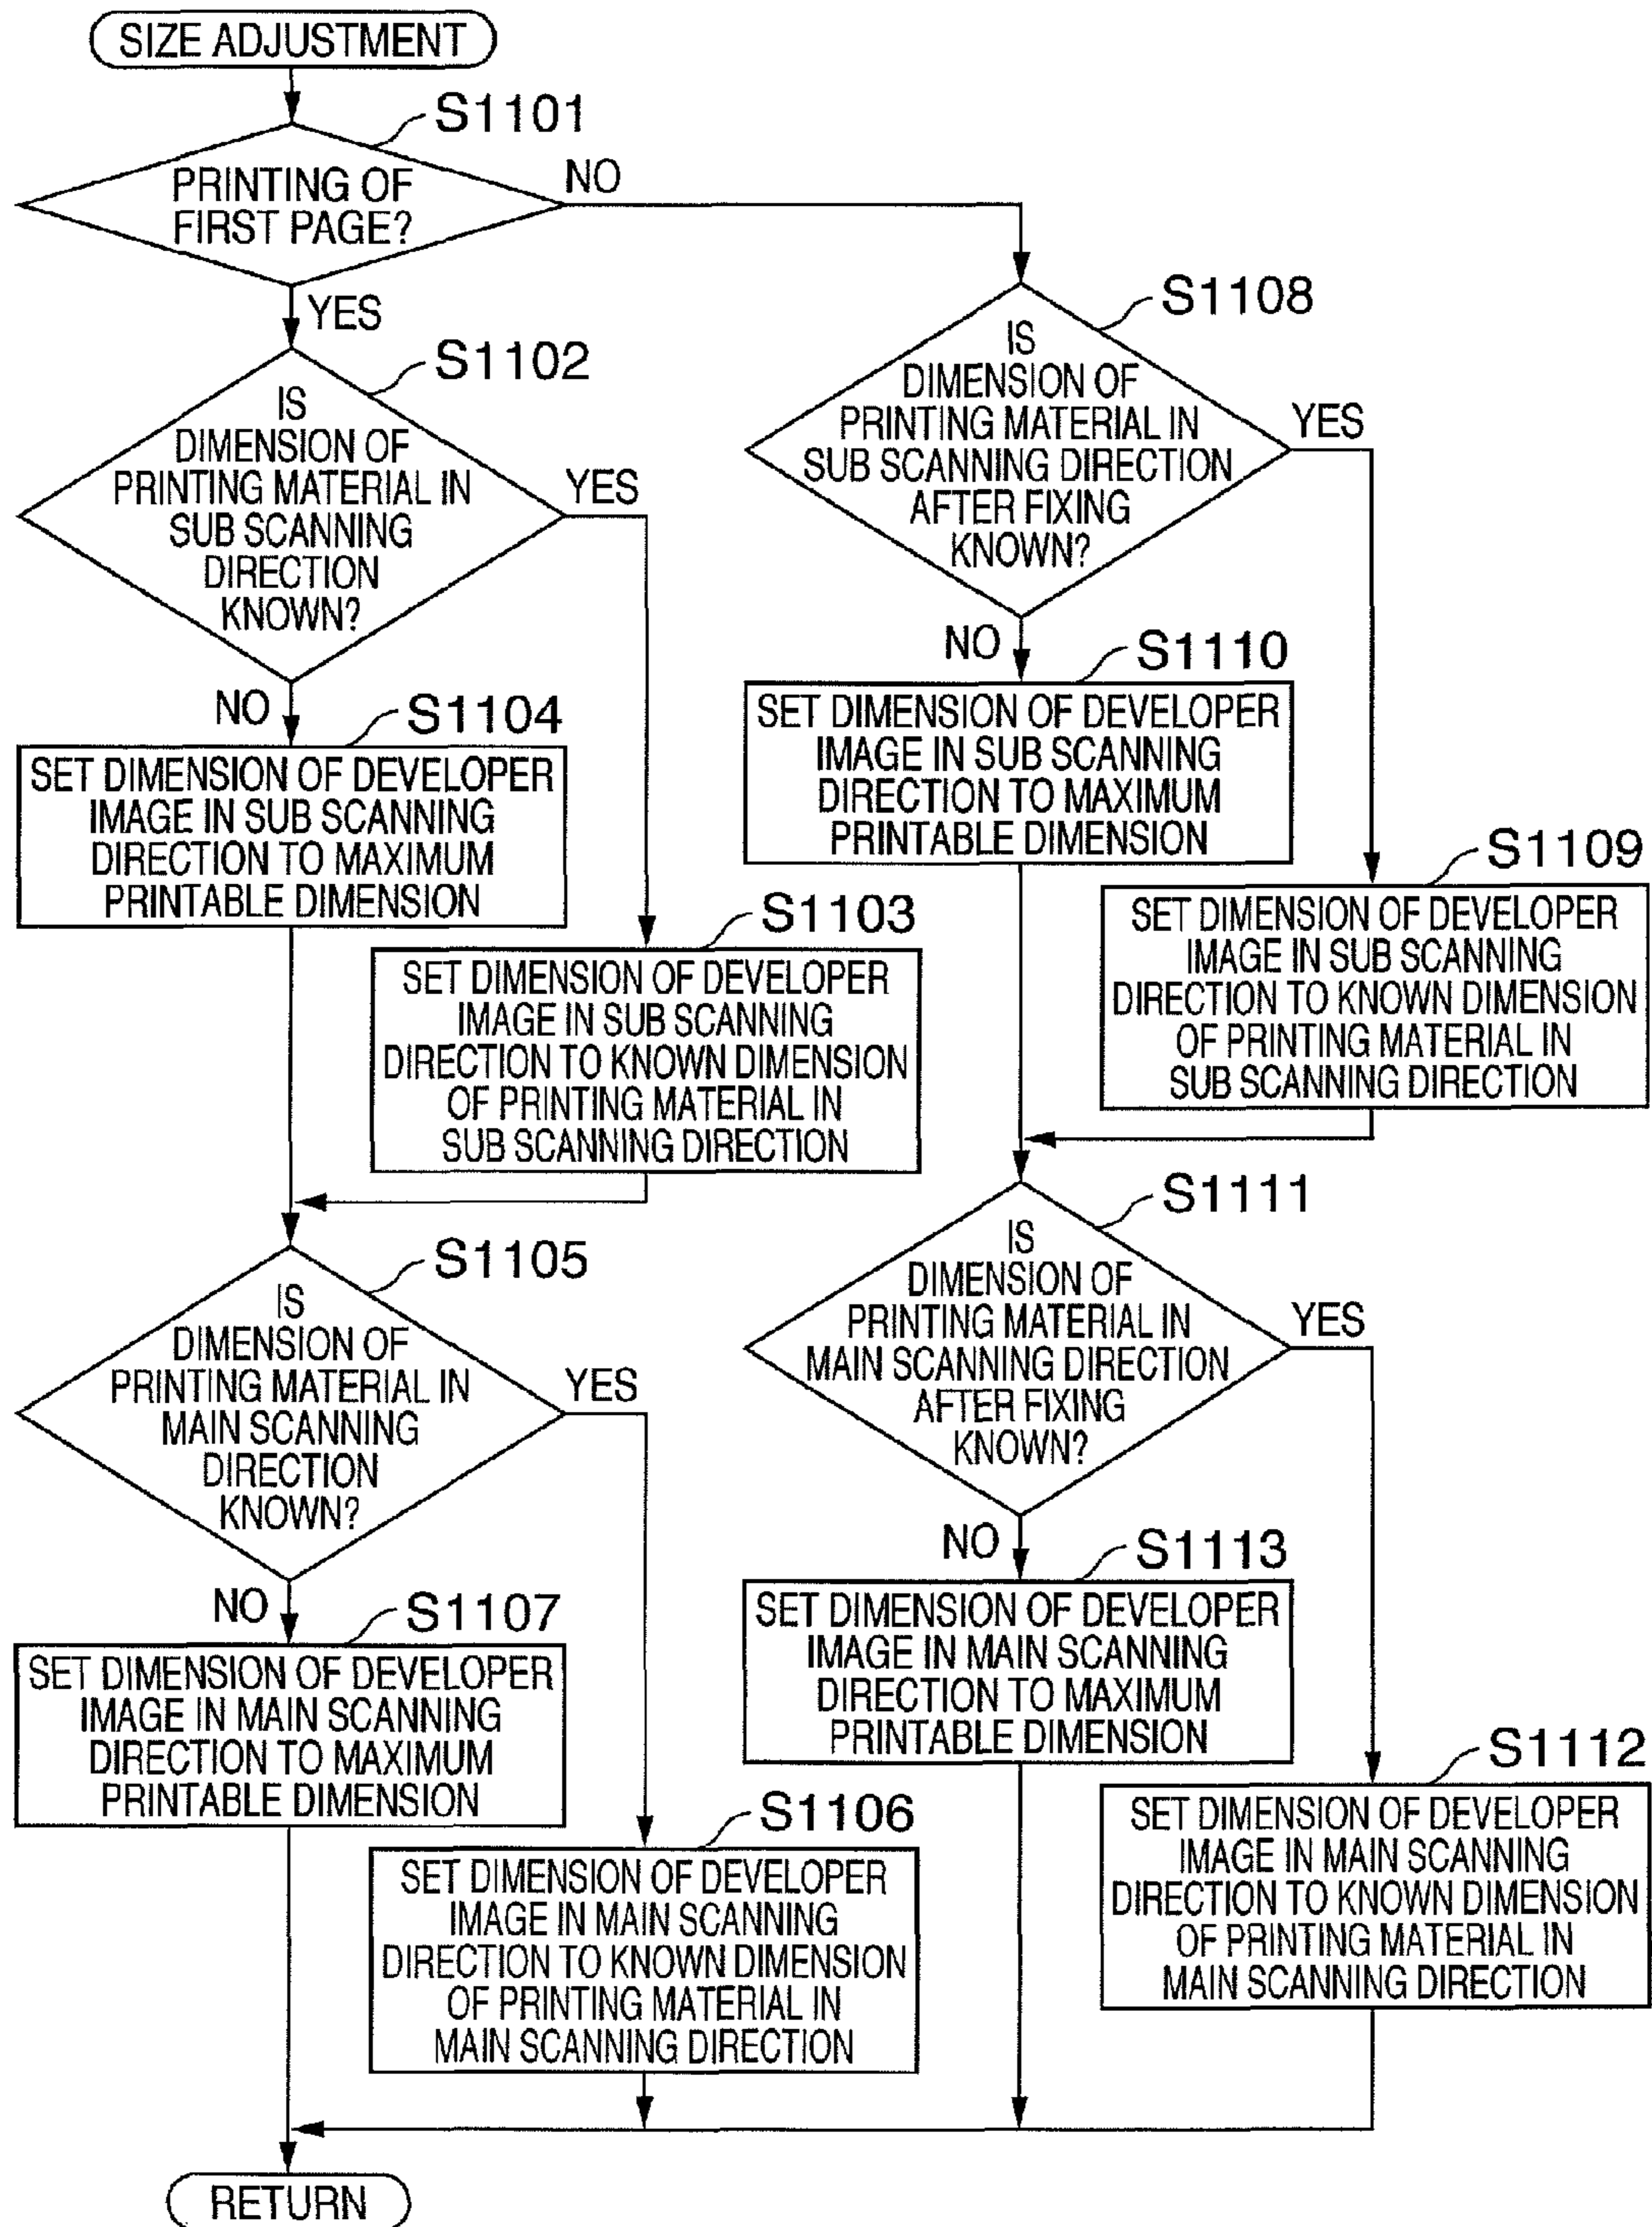 SIZE ADJUSTMENT
S1101
PRINTING OF
FIRST PAGE?
NO
YES
S1102
IS
DIMENSION OF
PRINTING MATERIAL IN
SUB SCANNING
DIRECTION
KNOWN?
YES
NO
S1104
SET DIMENSION OF DEVELOPER
IMAGE IN SUB SCANNING
DIRECTION TO MAXIMUM
PRINTABLE DIMENSION
S1103
SET DIMENSION OF DEVELOPER
IMAGE IN SUB SCANNING
DIRECTION TO KNOWN DIMENSION
OF PRINTING MATERIAL IN
SUB SCANNING DIRECTION
S1105
IS
DIMENSION OF
PRINTING MATERIAL IN
MAIN SCANNING
DIRECTION
KNOWN?
YES
NO
S1107
SET DIMENSION OF DEVELOPER
IMAGE IN MAIN SCANNING
DIRECTION TO MAXIMUM
PRINTABLE DIMENSION
S1106
SET DIMENSION OF DEVELOPER
IMAGE IN MAIN SCANNING
DIRECTION TO KNOWN DIMENSION
OF PRINTING MATERIAL IN
MAIN SCANNING DIRECTION
S1108
IS
DIMENSION OF
PRINTING MATERIAL IN
SUB SCANNING DIRECTION
AFTER FIXING
KNOWN?
YES
NO
S1110
SET DIMENSION OF DEVELOPER
IMAGE IN SUB SCANNING
DIRECTION TO MAXIMUM
PRINTABLE DIMENSION
S1109
SET DIMENSION OF DEVELOPER
IMAGE IN SUB SCANNING
DIRECTION TO KNOWN DIMENSION
OF PRINTING MATERIAL IN
SUB SCANNING DIRECTION
S1111
IS
DIMENSION OF
PRINTING MATERIAL IN
MAIN SCANNING DIRECTION
AFTER FIXING
KNOWN?
YES
NO
S1113
SET DIMENSION OF DEVELOPER
IMAGE IN MAIN SCANNING
DIRECTION TO MAXIMUM
PRINTABLE DIMENSION
S1112
SET DIMENSION OF DEVELOPER
IMAGE IN MAIN SCANNING
DIRECTION TO KNOWN DIMENSION
OF PRINTING MATERIAL IN
MAIN SCANNING DIRECTION
RETURN